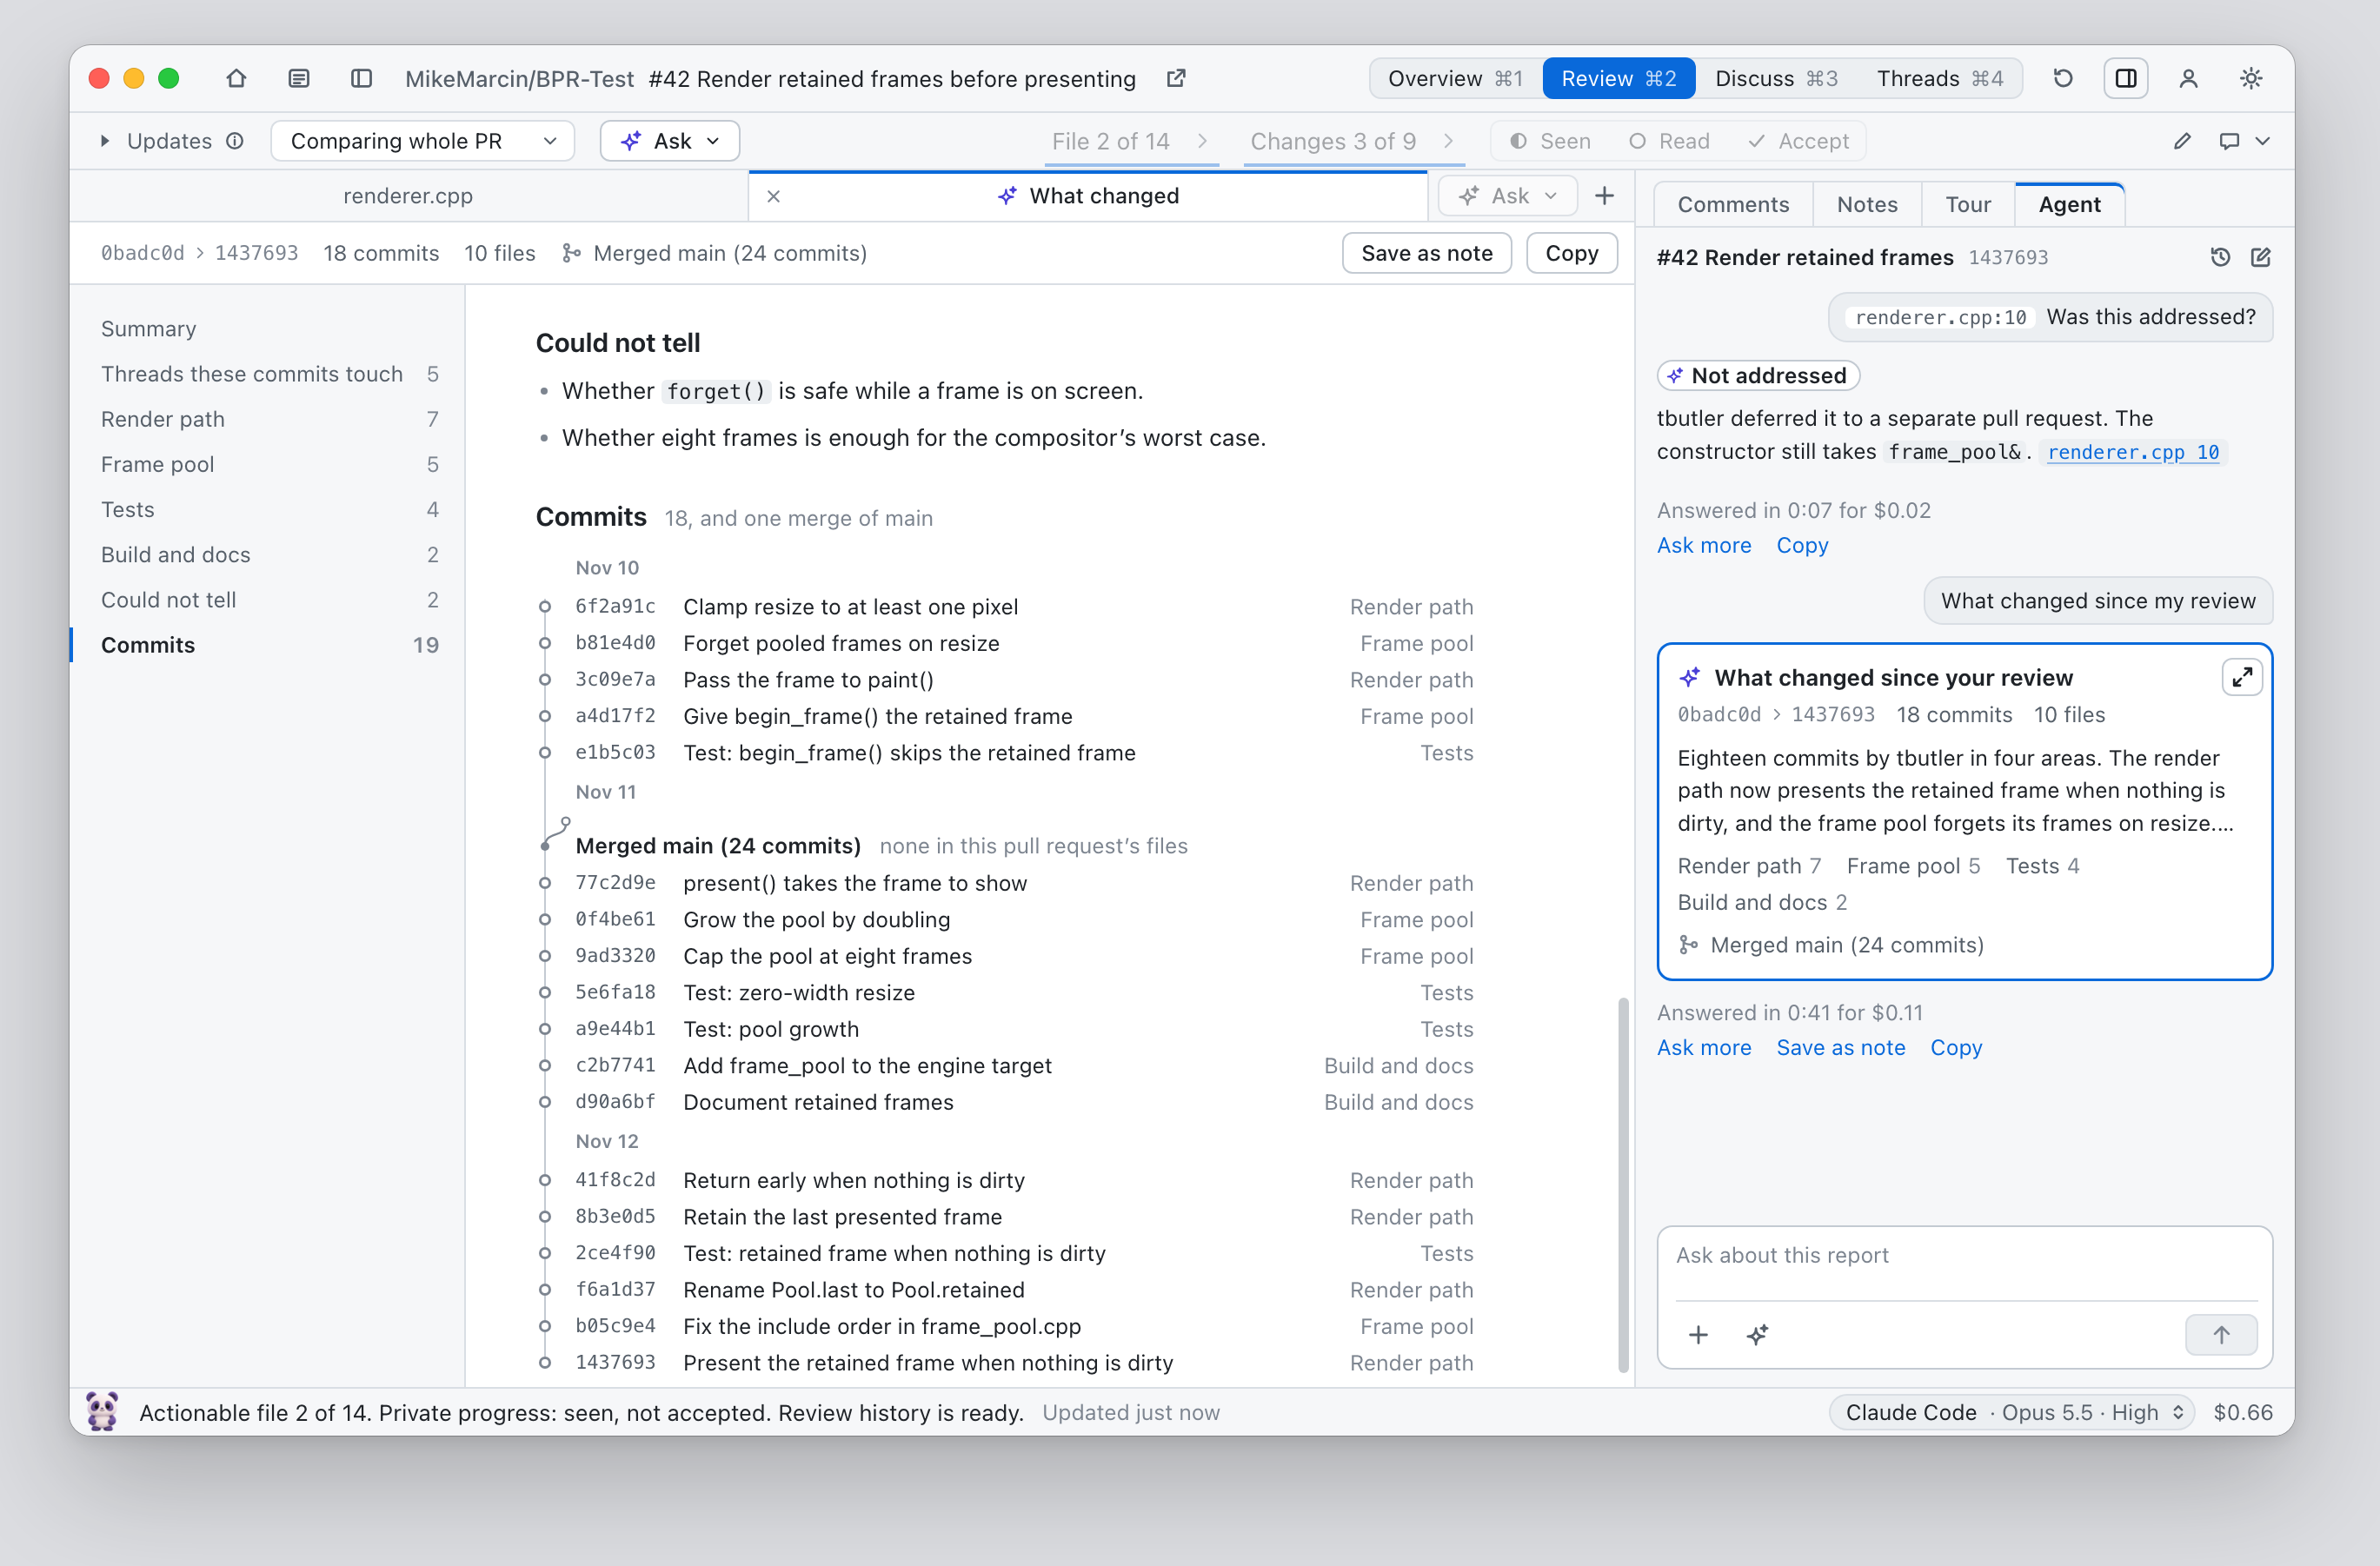 MikeMarcin/BPR-Test #42 Render retained frames before presenting
Overview ⌘1 Review ⌘2 Discuss ⌘3 Threads ⌘4
Updates Comparing whole PR Ask File 2 of 14 Changes 3 of 9 Seen Read Accept
renderer.cpp What changed Ask
0badc0d > 1437693 18 commits 10 files Merged main (24 commits) Save as note Copy
Summary
Threads these commits touch 5
Render path 7
Frame pool 5
Tests 4
Build and docs 2
Could not tell 2
Commits 19
Could not tell
• Whether forget() is safe while a frame is on screen.
• Whether eight frames is enough for the compositor’s worst case.
Commits 18, and one merge of main
Nov 10
6f2a91c Clamp resize to at least one pixel Render path
b81e4d0 Forget pooled frames on resize Frame pool
3c09e7a Pass the frame to paint() Render path
a4d17f2 Give begin_frame() the retained frame Frame pool
e1b5c03 Test: begin_frame() skips the retained frame Tests
Nov 11
Merged main (24 commits) none in this pull request’s files
77c2d9e present() takes the frame to show Render path
0f4be61 Grow the pool by doubling Frame pool
9ad3320 Cap the pool at eight frames Frame pool
5e6fa18 Test: zero-width resize Tests
a9e44b1 Test: pool growth Tests
c2b7741 Add frame_pool to the engine target Build and docs
d90a6bf Document retained frames Build and docs
Nov 12
41f8c2d Return early when nothing is dirty Render path
8b3e0d5 Retain the last presented frame Render path
2ce4f90 Test: retained frame when nothing is dirty Tests
f6a1d37 Rename Pool.last to Pool.retained Render path
b05c9e4 Fix the include order in frame_pool.cpp Frame pool
1437693 Present the retained frame when nothing is dirty Render path
Comments Notes Tour Agent
#42 Render retained frames 1437693
renderer.cpp:10 Was this addressed?
Not addressed
tbutler deferred it to a separate pull request. The
constructor still takes frame_pool&. renderer.cpp 10
Answered in 0:07 for $0.02
Ask more Copy
What changed since my review
What changed since your review
0badc0d > 1437693 18 commits 10 files
Eighteen commits by tbutler in four areas. The render
path now presents the retained frame when nothing is
dirty, and the frame pool forgets its frames on resize....
Render path 7 Frame pool 5 Tests 4
Build and docs 2
Merged main (24 commits)
Answered in 0:41 for $0.11
Ask more Save as note Copy
Ask about this report
Actionable file 2 of 14. Private progress: seen, not accepted. Review history is ready. Updated just now
Claude Code · Opus 5.5 · High $0.66